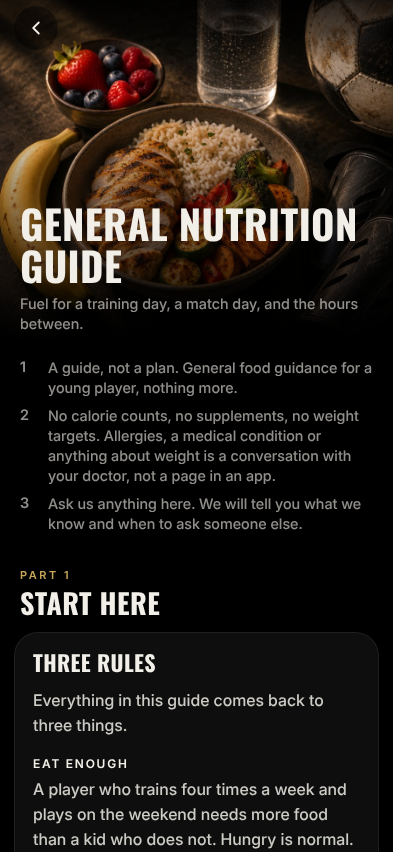 GENERAL NUTRITION
GUIDE
Fuel for a training day, a match day, and the hours
between.
1 A guide, not a plan. General food guidance for a
young player, nothing more.
2 No calorie counts, no supplements, no weight
targets. Allergies, a medical condition or
anything about weight is a conversation with
your doctor, not a page in an app.
3 Ask us anything here. We will tell you what we
know and when to ask someone else.
PART 1
START HERE
THREE RULES
Everything in this guide comes back to
three things.
EAT ENOUGH
A player who trains four times a week and
plays on the weekend needs more food
than a kid who does not. Hungry is normal.